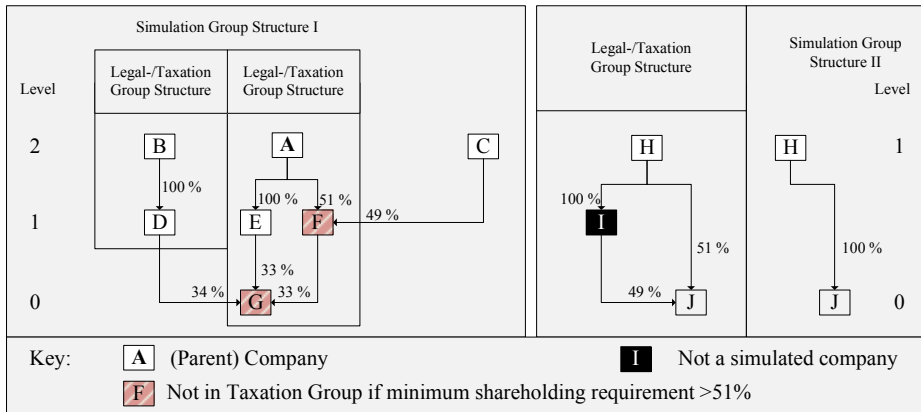 Simulation Group Structure I
Legal-/Taxation
Group Structure
Legal-/Taxation
Group Structure
Level
2
B
A
C
100 %
100 %
51 %
1
D
E
F
49 %
33 %
34 %
33 %
0
G
Legal-/Taxation
Group Structure
Simulation Group
Structure II
Level
H
H
1
100 %
I
51 %
100 %
49 %
J
J
0
Key:
A
(Parent) Company
I
Not a simulated company
F
Not in Taxation Group if minimum shareholding requirement >51%